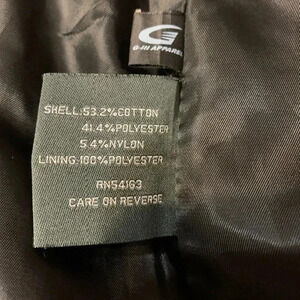 G-III APPAREL
SHELL:53.2%COTTON
41.4%POLYESTER
5.4%NYLON
LINING:100%POLYESTER
RN54163
CARE ON REVERSE